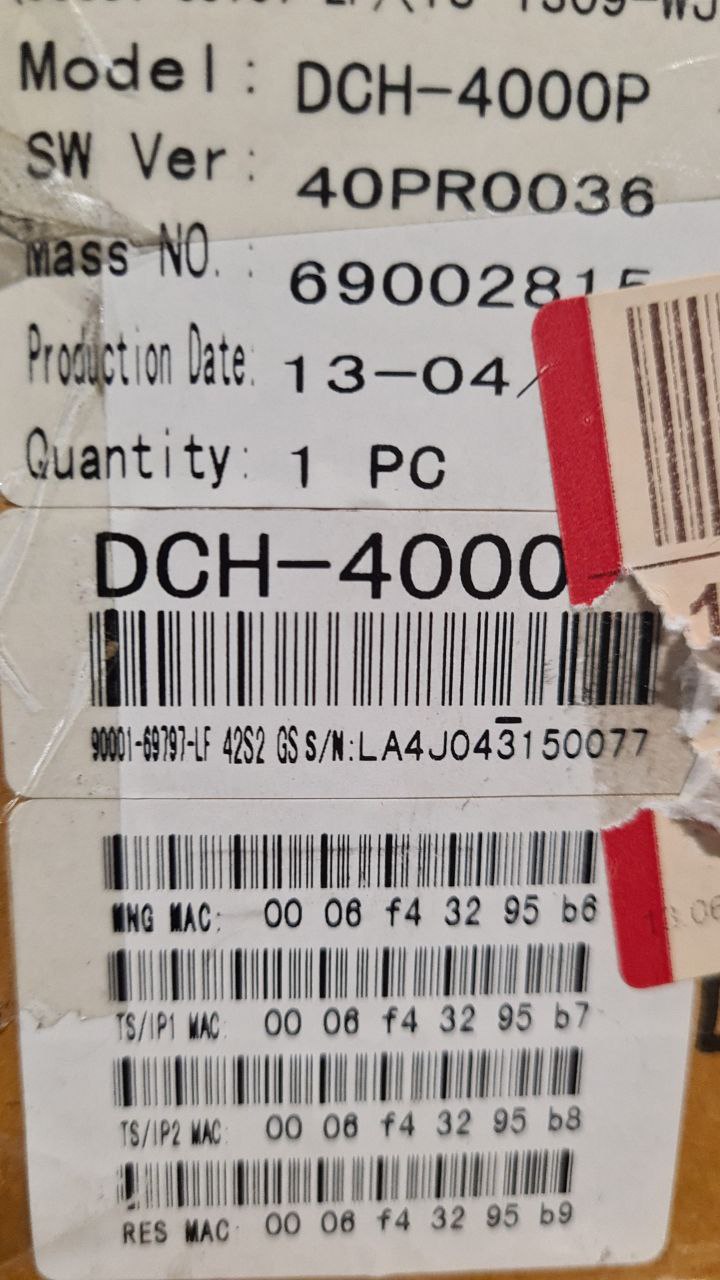 Model: DCH-4000P
SW Ver: 40PR0036
Mass NO.: 6900281
Production Date: 13-04
Quantity: 1 PC
DCH-4000
90001-69797-LF 42S2 GS S/N:LA4J043150077
MNG MAC: 00 06 f4 32 95 b6
TS/IP1 MAC: 00 06 f4 32 95 b7
TS/IP2 MAC: 00 06 f4 32 95 b8
RES MAC: 00 06 f4 32 95 b9